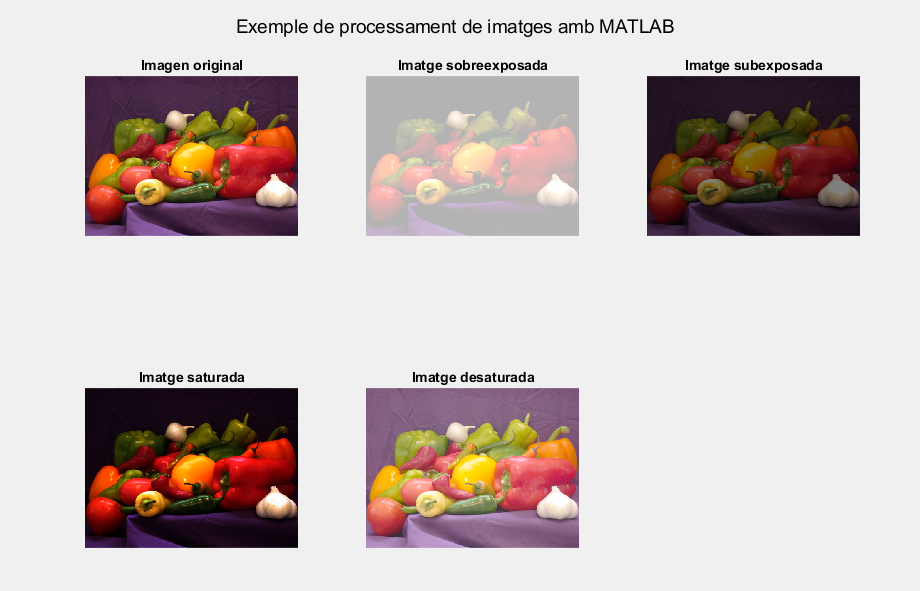 Exemple de processament de imatges amb MATLAB
Imagen original
Imatge sobreexposada
Imatge subexposada
Imatge saturada
Imatge desaturada